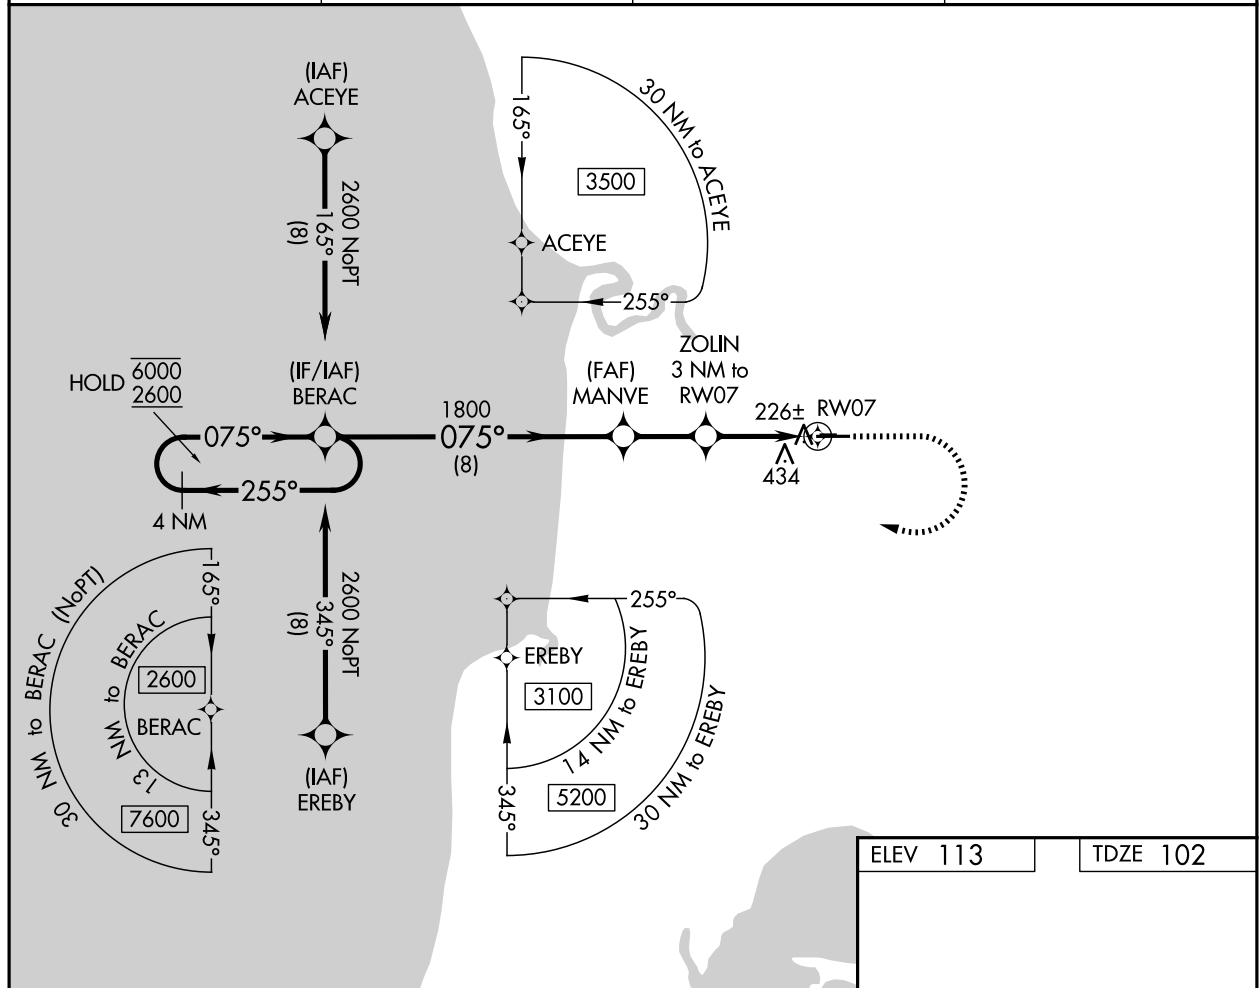 (IAF)
ACEYE
2600 NoPT
165°
(8)
165°
30 NM to ACEYE
3500
ACEYE
255°
HOLD
6000
2600
(IF/IAF)
BERAC
075°
255°
4 NM
1800
075°
(8)
(FAF)
MANVE
ZOLIN
3 NM to
RW07
226±
RW07
434
30 NM to BERAC (NoPT)
13 NM to BERAC
165°
2600
BERAC
7600
345°
2600 NoPT
345°
(8)
(IAF)
EREBY
255°
EREBY
3100
14 NM to EREBY
5200
30 NM to EREBY
345°
ELEV 113
TDZE 102